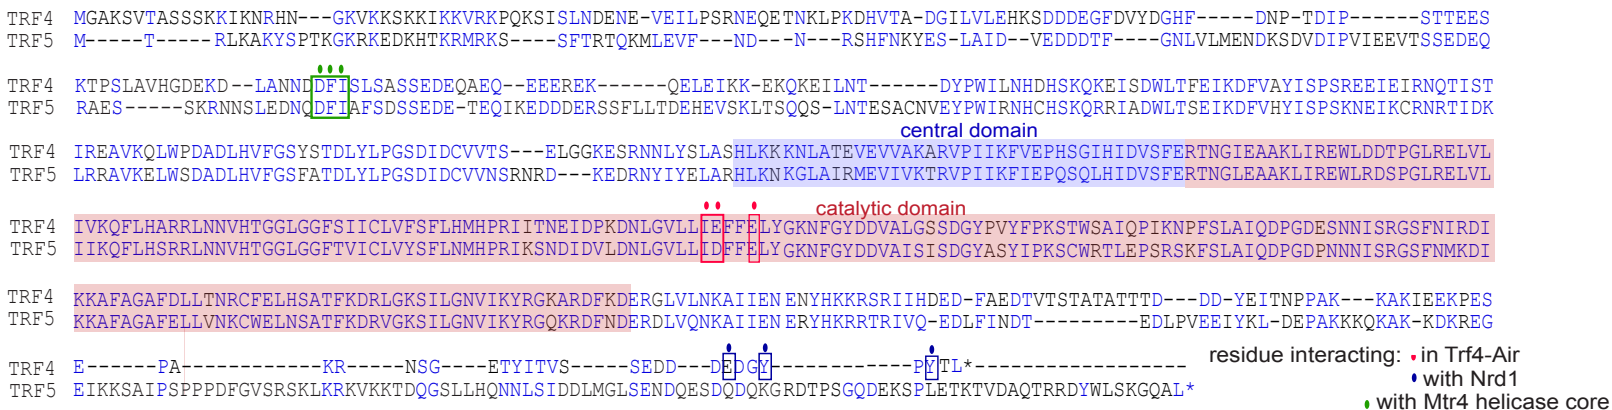 TRF4 MGAKSVTASSSKKIKNRHN---GKVKKSKKIKKVRKPQKSISLNDENE-VEILPSRNEQETNKLPKDHVTA-DGILVLEHKSDDDEGFDVYDGHF-----DNP-TDIP------STTEES
TRF5 M-----T-----RLKAKYSPTKGKRKEDKHTKRMRKS----SFTRTQKMLEVF---ND---N--RSHFNKYES-LAID--VEDDDTF----GNLVLMENDKSDVDIPVIEEVTSSEDEQ
TRF4 KTPSLAVHGDEKD--LANNDDFISLSASSEDEQAEQ--EEEREK------QELEIKK-EKQKEILNT------DYPWILNHDHSKQKEISDWLTFEIKDFVAYISPSREEIEIRNQTIST
TRF5 RAES-----SKRNNSLEDNQDFIAFSDSSEDE-TEQIKEDDDERSSFLLTDEHEVSKLTSQQS-LNTESACNVEYPWIRNHCHSKQRRIADWLTSEIKDFVHYISPSKNEIKCRNRTIDK
central domain
TRF4 IREAVKQLWPDADLHVFGSYSTDLYLPGSDIDCVVTS---ELGGKESRNNLYSLASHLKKKNLATEVEVVAKARVPIIKFVEPHSGIHIDVSFERTNGIEAAKLIREWLDDTPGLRELVL
TRF5 LRRAVKELWSDADLHVFGSFATDLYLPGSDIDCVVNSRNRD---KEDRNYIYELARHLKNKGLAIRMEVIVKTRVPIIKFIEPQSQLHIDVSFERTNGLEAAKLIREWLRDSPGLRELVL
catalytic domain
TRF4 IVKQFLHARRLNNVHTGGLGGFSIICLVFSFLHMHPRIITNEIDPKDNLGVLLIEFFELYGKNFGYDDVALGSSDGYPVYFPKSTWSAIQPIKNPFSLAIQDPGDESNNISRGSFNIRDI
TRF5 IIKQFLHSRRLNNVHTGGLGGFTVICLVYSFLNMHPRIKSNDIDVLDNLGVLLIDFFELYGKNFGYDDVAISISDGYASYIPKSCWRTLEPSRSKFSLAIQDPGDPNNNISRGSFNMKDI
TRF4 KKAFAGAFDLLTNRCFELHSATFKDRLGKSILGNVIKYRGKARDFKDERGLVLNKAIIENENYHKKRSRIIHDED-FAEDTVTSTATATTTD---DD-YEITNPPAK---KAKIEEKPES
TRF5 KKAFAGAFELLVNKCWELNSATFKDRVGKSILGNVIKYRGQKRDFNDERDLVQNKAIIENERYHKKRTRIVQ-EDLFINDT---------EDLPVEEIYKL-DEPAKKKQKAK-KDKREG
TRF4 E------PA------------KR----NSG---ETYITVS-----SEDD---DEDGY------------PYTL*------------------
TRF5 EIKKSAIPSPPPDFGVSRSKLKRKVKKTDQGSLLHQNNLSIDDLMGLSENDQESDQDQKGRDTPSGQDEKSPLETKTVDAQTRRDYWLSKGQAL*
residue interacting: in Trf4-Air
with Nrd1
with Mtr4 helicase core